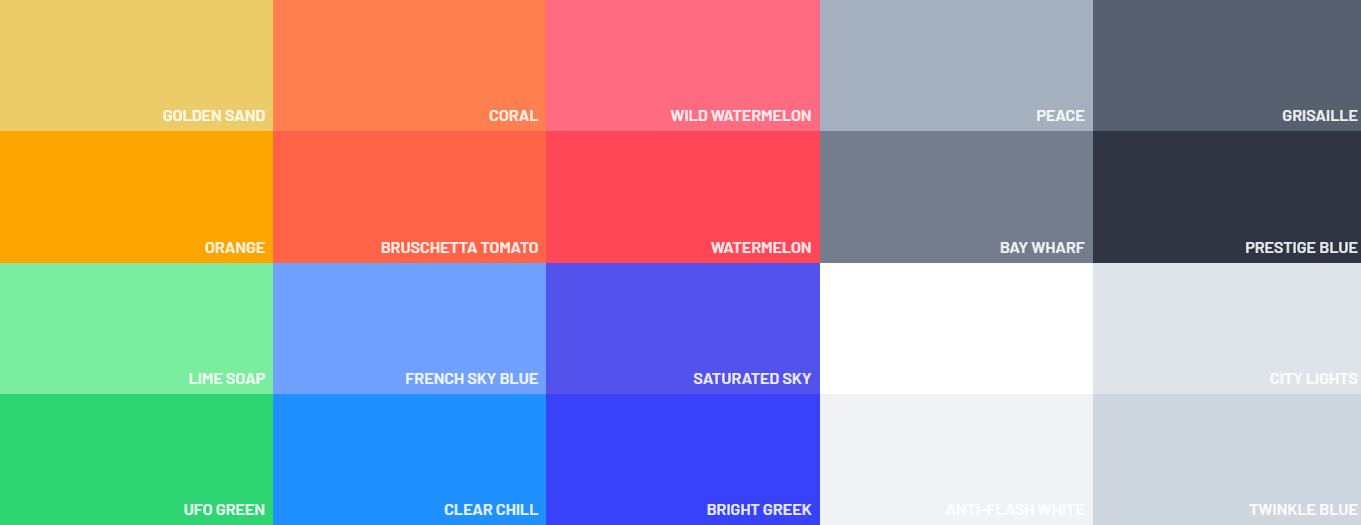 GOLDEN SAND
CORAL
WILD WATERMELON
PEACE
GRISAILLE
ORANGE
BRUSCHETTA TOMATO
WATERMELON
BAY WHARF
PRESTIGE BLUE
LIME SOAP
FRENCH SKY BLUE
SATURATED SKY
CITY LIGHTS
UFO GREEN
CLEAR CHILL
BRIGHT GREEK
ANTI-FLASH WHITE
TWINKLE BLUE